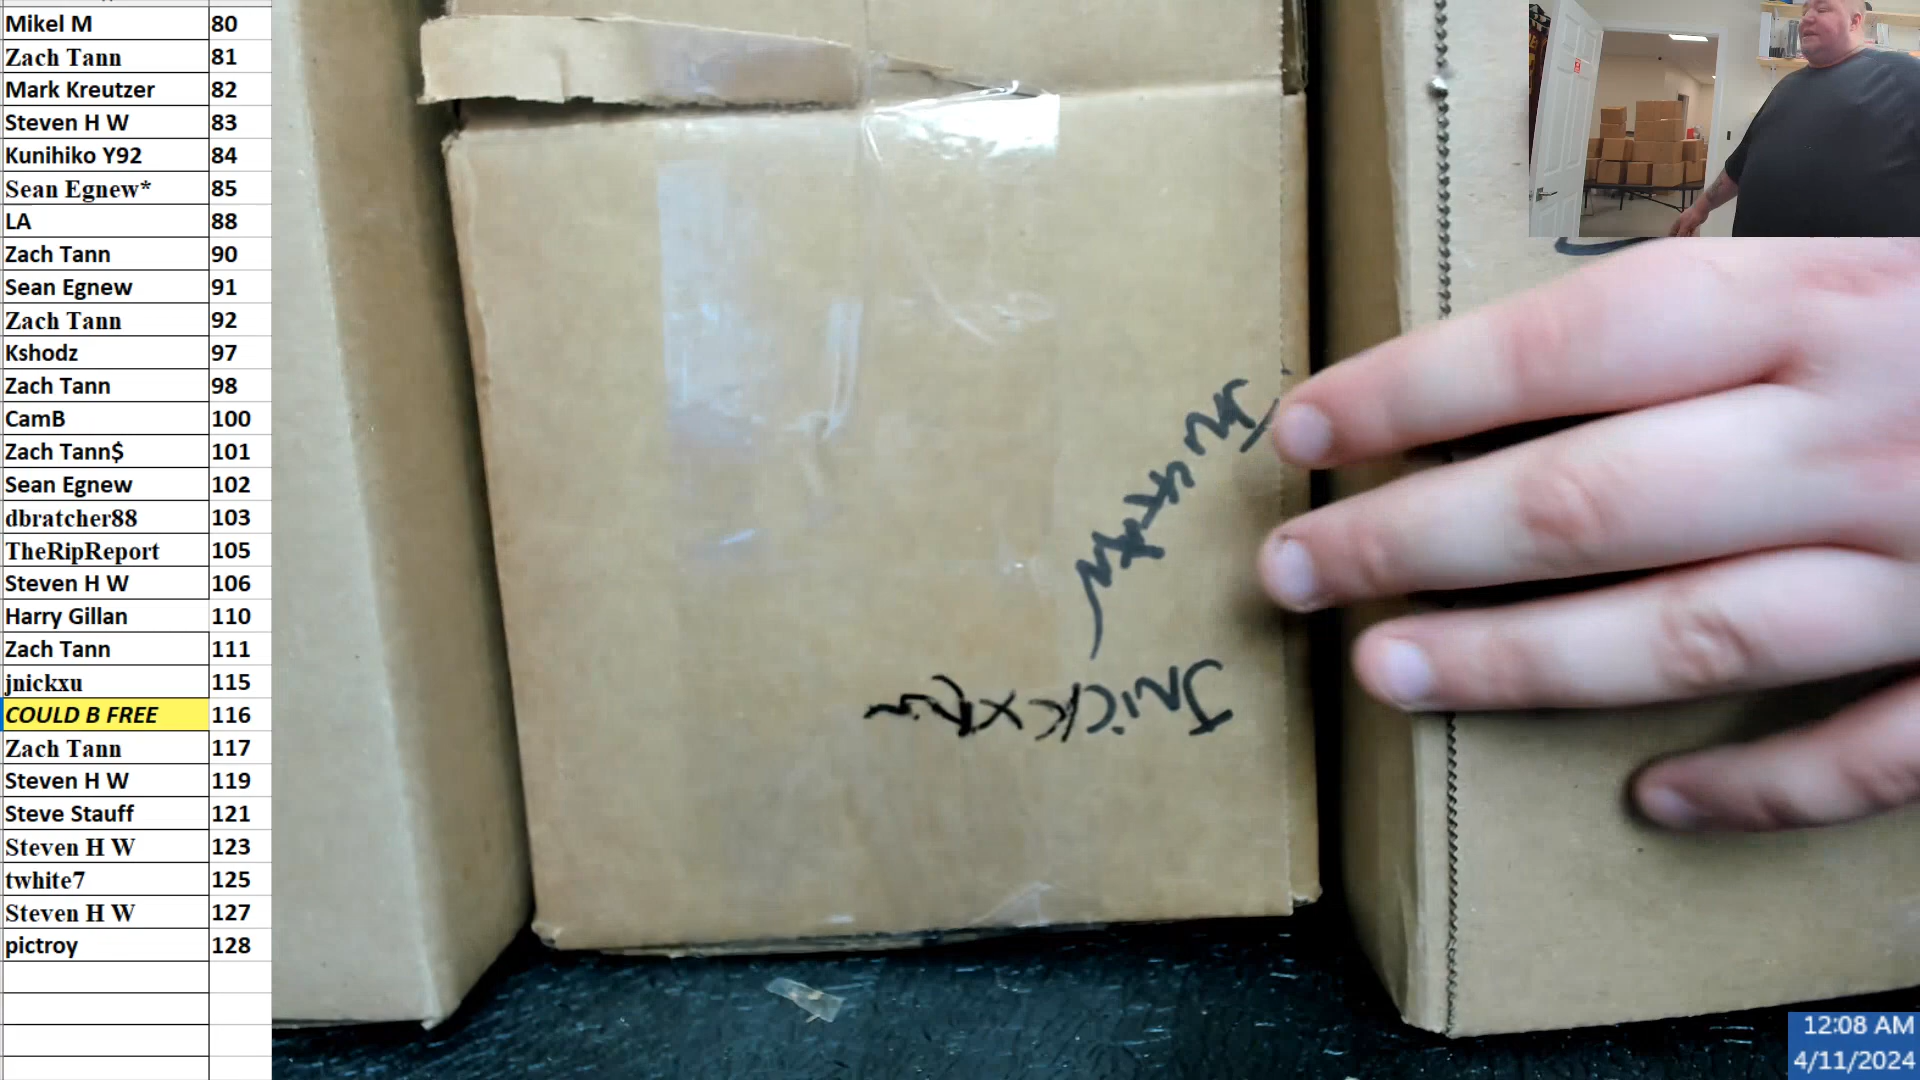 Mikel M 80
Zach Tann 81
Mark Kreutzer 82
Steven H W 83
Kunihiko Y92 84
Sean Egnew* 85
LA 88
Zach Tann 90
Sean Egnew 91
Zach Tann 92
Kshodz 97
Zach Tann 98
CamB 100
Zach Tann$ 101
Sean Egnew 102
dbratcher88 103
TheRipReport 105
Steven H W 106
Harry Gillan 110
Zach Tann 111
jnickxu 115
COULD B FREE 116
Zach Tann 117
Steven H W 119
Steve Stauff 121
Steven H W 123
twhite7 125
Steven H W 127
pictroy 128
12:08 AM
4/11/2024